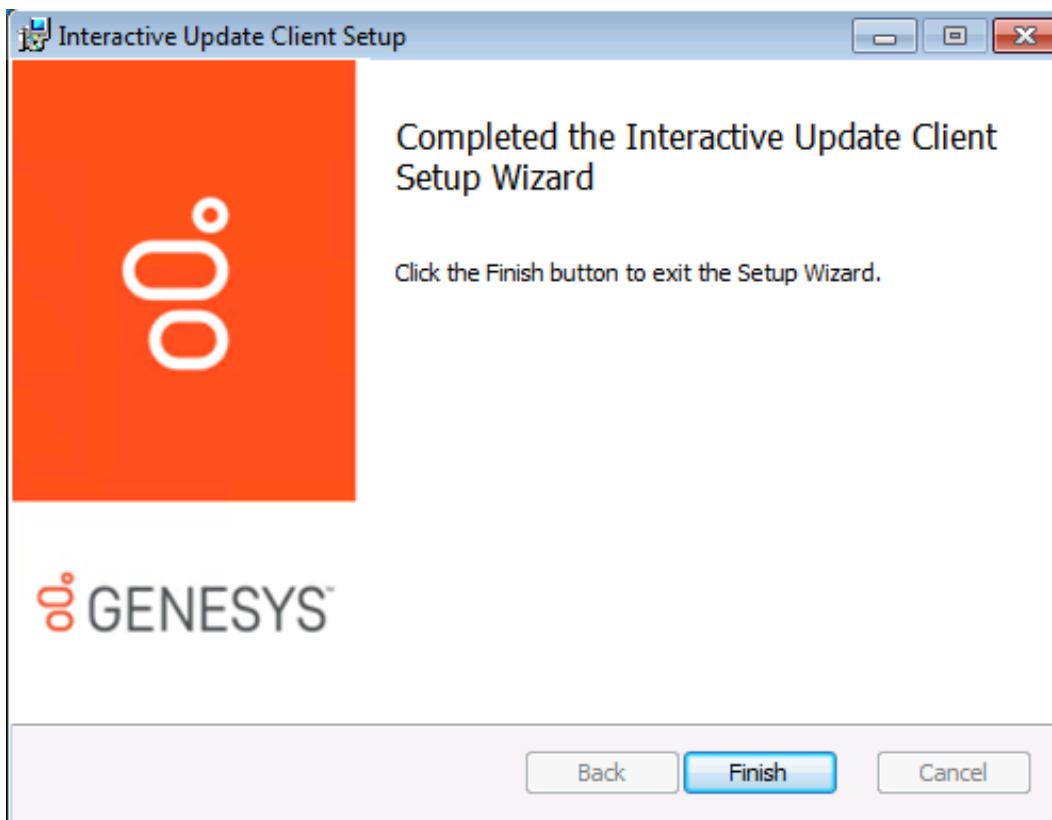 Interactive Update Client Setup
Completed the Interactive Update Client
Setup Wizard
Click the Finish button to exit the Setup Wizard.
GENESYS™
Back
Finish
Cancel